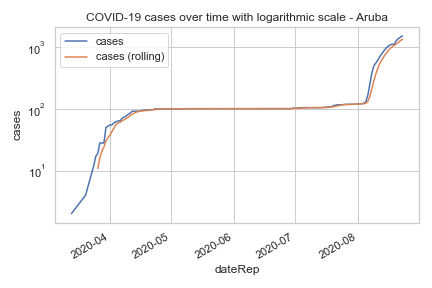 COVID-19 cases over time with logarithmic scale - Aruba
cases
cases (rolling)
10³
10²
10¹
cases
2020-04
2020-05
2020-06
2020-07
2020-08
dateRep